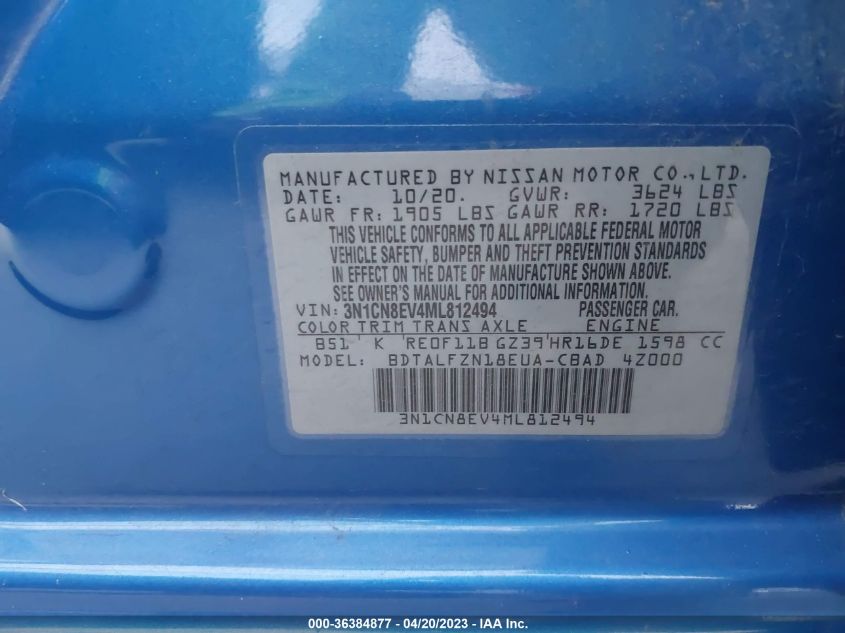 MANUFACTURED BY NISSAN MOTOR CO., LTD.
DATE: 10/20. GVWR: 3624 LBS
GAWR FR: 1905 LBS GAWR RR: 1720 LBS
THIS VEHICLE CONFORMS TO ALL APPLICABLE FEDERAL MOTOR
VEHICLE SAFETY, BUMPER AND THEFT PREVENTION STANDARDS
IN EFFECT ON THE DATE OF MANUFACTURE SHOWN ABOVE.
SEE OWNER'S MANUAL FOR ADDITIONAL INFORMATION.
VIN: 3N1CN8EV4ML812494 PASSENGER CAR.
COLOR TRIM TRANS AXLE ENGINE
B51 K RE0F11B GZ39 HR16DE 1598 CC
MODEL: BDTALFZN18EUA-CBAD 4Z000
3N1CN8EV4ML812494
000-36384877 - 04/20/2023 - IAA Inc.